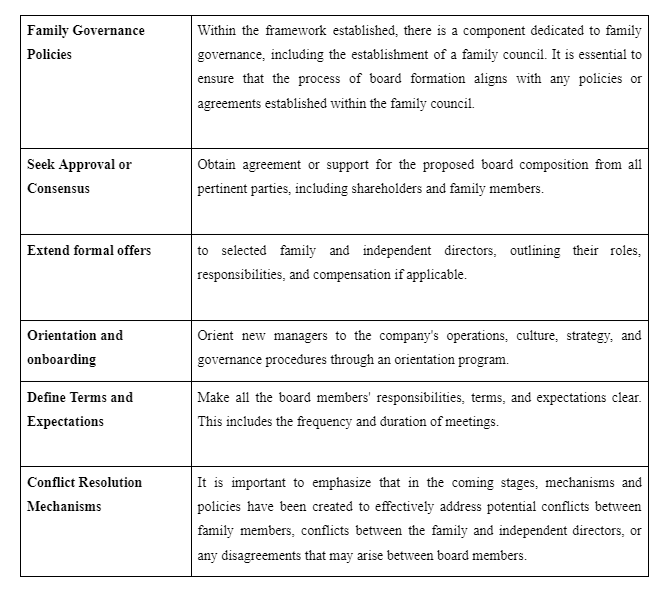 Family Governance
Policies
Within the framework established, there is a component dedicated to family
governance, including the establishment of a family council. It is essential to
ensure that the process of board formation aligns with any policies or
agreements established within the family council.
Seek Approval or
Consensus
Obtain agreement or support for the proposed board composition from all
pertinent parties, including shareholders and family members.
Extend formal offers
to selected family and independent directors, outlining their roles,
responsibilities, and compensation if applicable.
Orientation and
onboarding
Orient new managers to the company's operations, culture, strategy, and
governance procedures through an orientation program.
Define Terms and
Expectations
Make all the board members' responsibilities, terms, and expectations clear.
This includes the frequency and duration of meetings.
Conflict Resolution
Mechanisms
It is important to emphasize that in the coming stages, mechanisms and
policies have been created to effectively address potential conflicts between
family members, conflicts between the family and independent directors, or
any disagreements that may arise between board members.